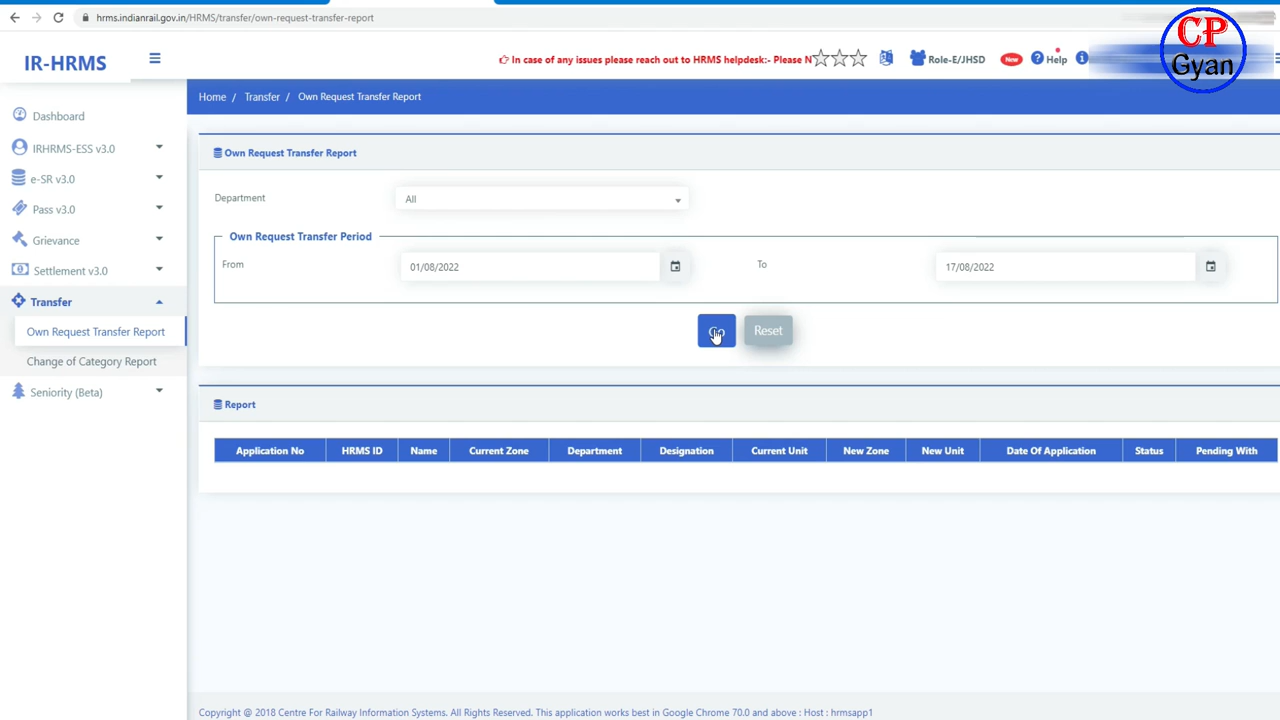 hrms.indianrail.gov.in/HRMS/transfer/own-request-transfer-report
IR-HRMS
In case of any issues please reach out to HRMS helpdesk:- Please N
Role-E/JHSD
New
Help
CP
Gyan
Home / Transfer / Own Request Transfer Report
Dashboard
IRHRMS-ESS v3.0
e-SR v3.0
Pass v3.0
Grievance
Settlement v3.0
Transfer
Own Request Transfer Report
Change of Category Report
Seniority (Beta)
Own Request Transfer Report
Department All
Own Request Transfer Period
From 01/08/2022 To 17/08/2022
Go Reset
Report
Application No HRMS ID Name Current Zone Department Designation Current Unit New Zone New Unit Date Of Application Status Pending With
Copyright @ 2018 Centre For Railway Information Systems. All Rights Reserved. This application works best in Google Chrome 70.0 and above : Host : hrmsapp1